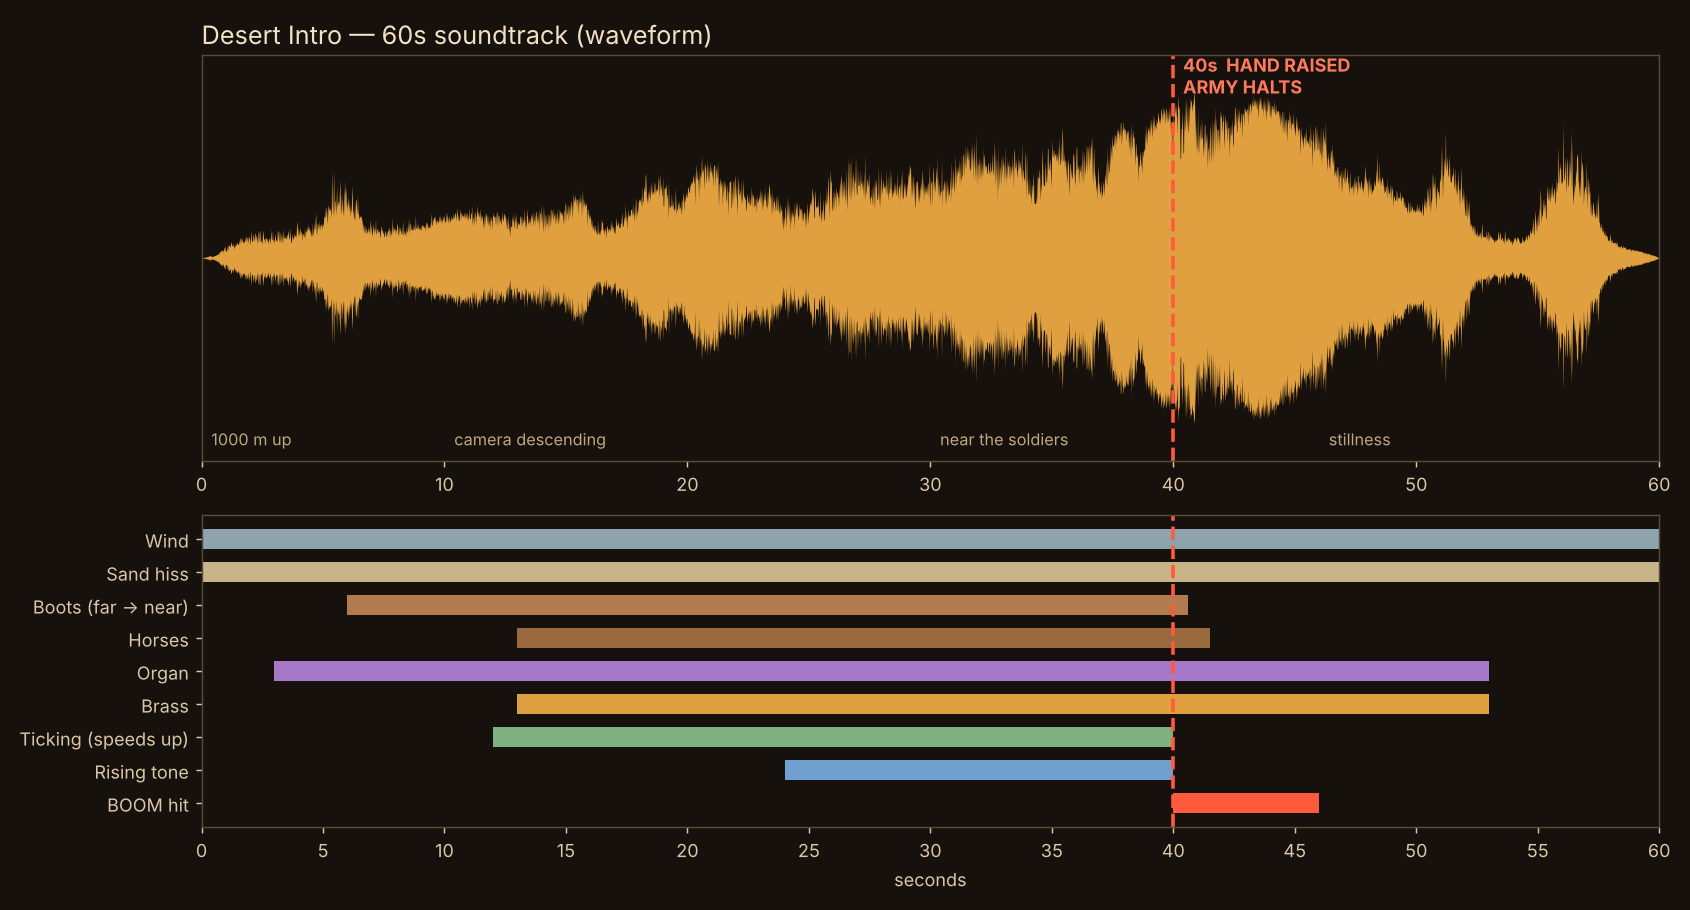 Desert Intro — 60s soundtrack (waveform)
40s HAND RAISED
ARMY HALTS
1000 m up
camera descending
near the soldiers
stillness
0 10 20 30 40 50 60
Wind
Sand hiss
Boots (far → near)
Horses
Organ
Brass
Ticking (speeds up)
Rising tone
BOOM hit
0 5 10 15 20 25 30 35 40 45 50 55 60
seconds